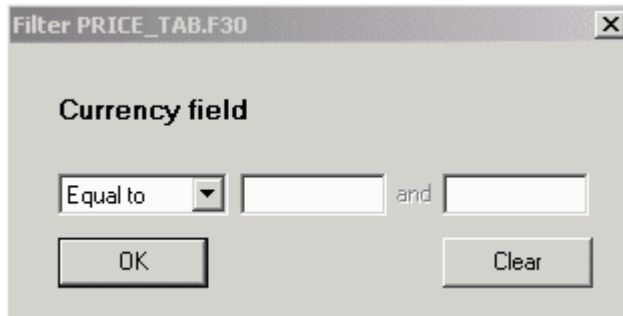 Filter PRICE_TAB.F30
Currency field
Equal to and
OK Clear